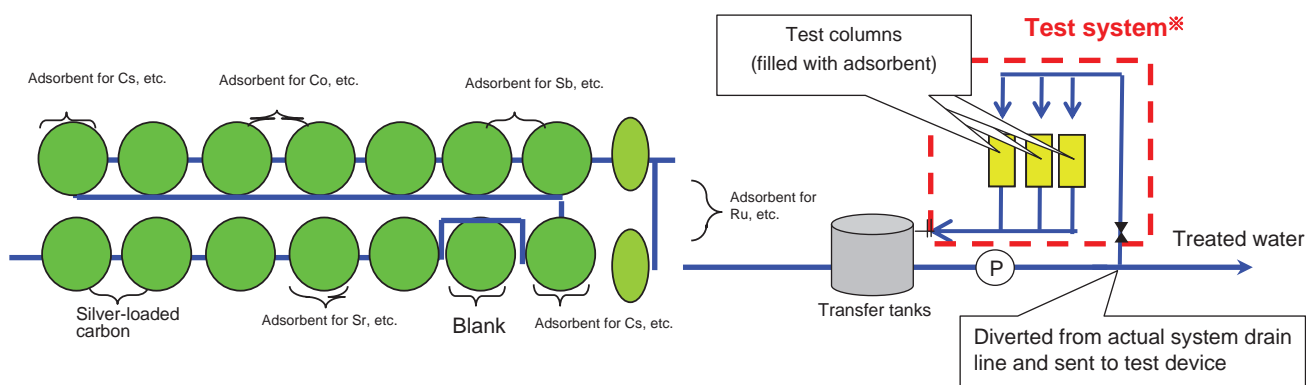 Adsorbent for Cs, etc.
Adsorbent for Co, etc.
Adsorbent for Sb, etc.
Silver-loaded
carbon
Adsorbent for Sr, etc.
Blank
Adsorbent for Cs, etc.
Adsorbent for
Ru, etc.
Test columns
(filled with adsorbent)
Test system※
Transfer tanks
P
Treated water
Diverted from actual system drain
line and sent to test device